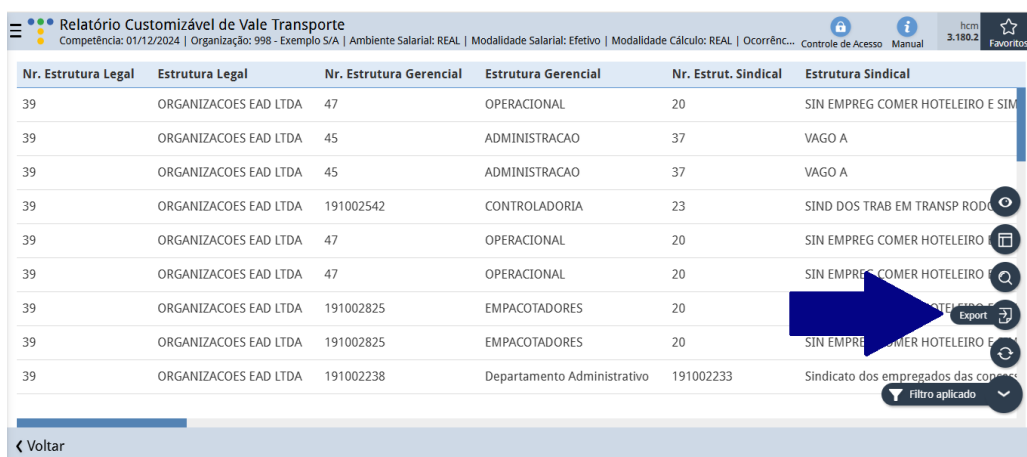 Relatório Customizável de Vale Transporte
Competência: 01/12/2024 | Organização: 998 - Exemplo S/A | Ambiente Salarial: REAL | Modalidade Salarial: Efetivo | Modalidade Cálculo: REAL | Ocorrênc...
Controle de Acesso
Manual
hcm
3.180.2
Favoritos
Nr. Estrutura Legal Estrutura Legal Nr. Estrutura Gerencial Estrutura Gerencial Nr. Estrut. Sindical Estrutura Sindical
39 ORGANIZACOES EAD LTDA 47 OPERACIONAL 20 SIN EMPREG COMER HOTELEIRO E SIM
39 ORGANIZACOES EAD LTDA 45 ADMINISTRACAO 37 VAGO A
39 ORGANIZACOES EAD LTDA 45 ADMINISTRACAO 37 VAGO A
39 ORGANIZACOES EAD LTDA 191002542 CONTROLADORIA 23 SIND DOS TRAB EM TRANSP RODO
39 ORGANIZACOES EAD LTDA 47 OPERACIONAL 20 SIN EMPREG COMER HOTELEIRO E
39 ORGANIZACOES EAD LTDA 47 OPERACIONAL 20 SIN EMPREG COMER HOTELEIRO
39 ORGANIZACOES EAD LTDA 191002825 EMPACOTADORES 20
Export
39 ORGANIZACOES EAD LTDA 191002825 EMPACOTADORES 20 SIN HOTELEIRO E
39 ORGANIZACOES EAD LTDA 191002238 Departamento Administrativo 191002233 Sindicato dos empregados das
Filtro aplicado
Voltar